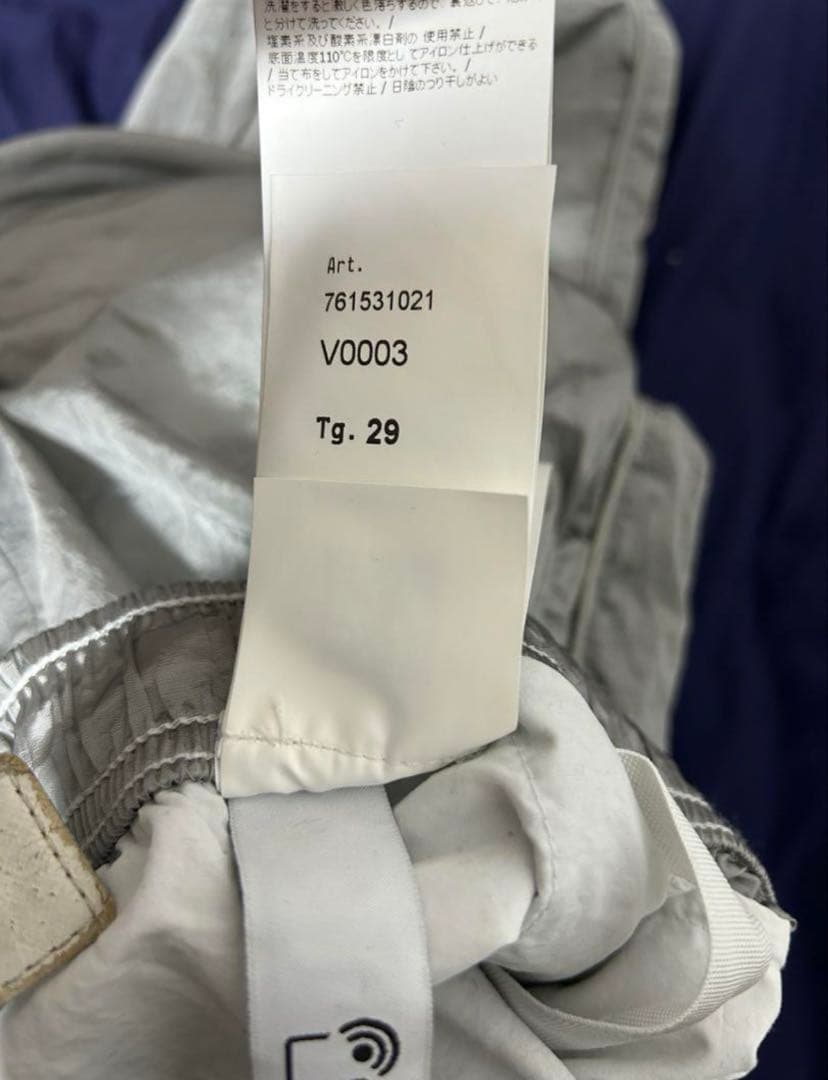 洗濯をすると激しく色落ちするので、裏返して、
と分けて洗ってください。/
塩素系及び酸素系漂白剤の 使用禁止 /
底面温度110℃を限度とし てアイロン仕上げができる
/ 当て布をしてアイロンをかけて下さい。 /
ドライクリーニング禁止 / 日陰のつり干しがよい
Art.
761531021
V0003
Tg. 29